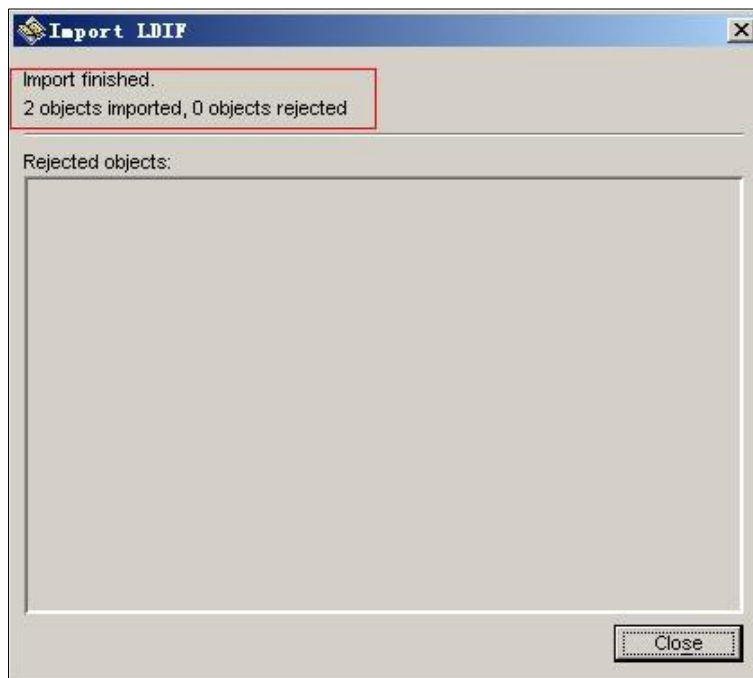 Import LDIF
Import finished.
2 objects imported, 0 objects rejected
Rejected objects:
Close